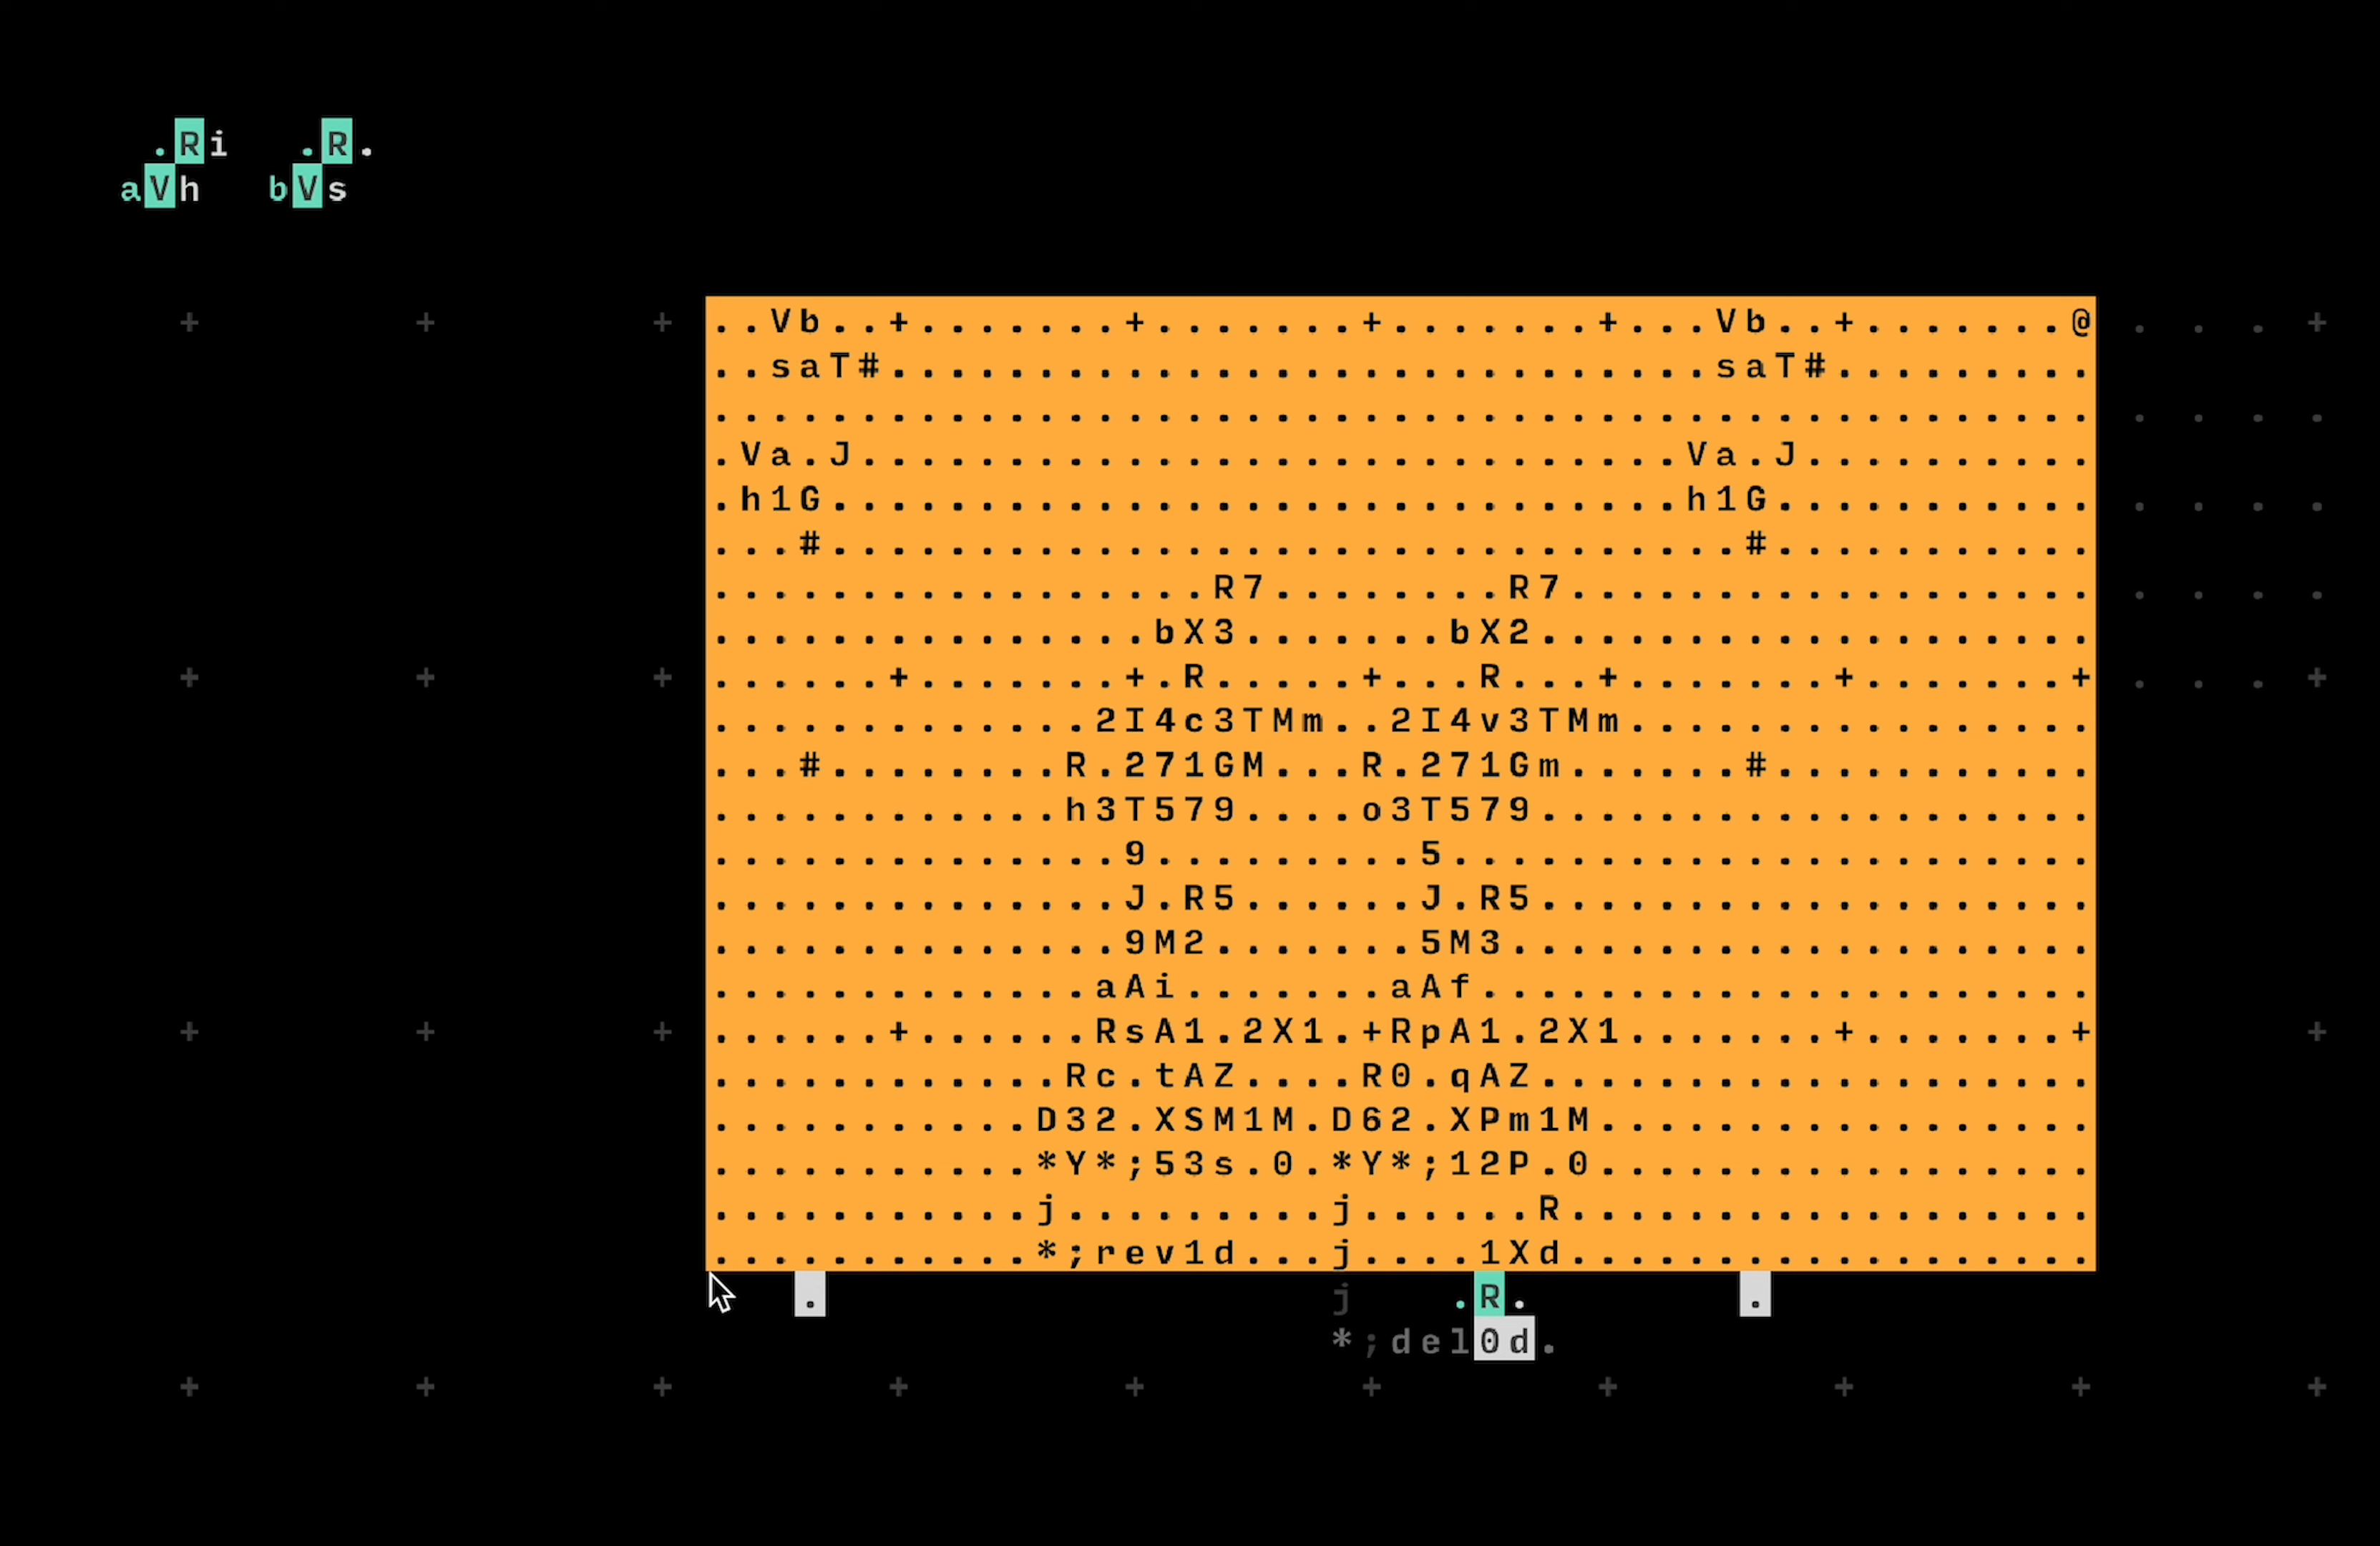 .Ri .R.
aVh bVs
+ + + ..Vb..+.......+.......+.......+...Vb..+.......@ . . . +
..saT#............................saT#.........
............................................... . . . .
.Va.J............................Va.J..........
.h1G.............................h1G........... . . . .
...#...............................#...........
.................R7........R7.................. . . . .
...............bX3.......bX2...................
+ + + ......+.......+.R.....+...R...+.......+.......+ . . . +
.............2I4c3TMm..2I4v3TMm................
...#........R.271GM...R.271Gm......#...........
............h3T579....o3T579...................
..............9.........5......................
..............J.R5......J.R5...................
..............9M2.......5M3....................
.............aAi.......aAf.....................
+ + + ......+......RsA1.2X1.+RpA1.2X1.......+.......+ +
............Rc.tAZ....R0.qAZ...................
...........D32.XSM1M.D62.XPm1M.................
...........*Y*;53s.0.*Y*;12P.0.................
...........j.........j......R..................
...........*;rev1d...j....1Xd..................
. j .R. .
*;del0d.
+ + + + + + + + + +